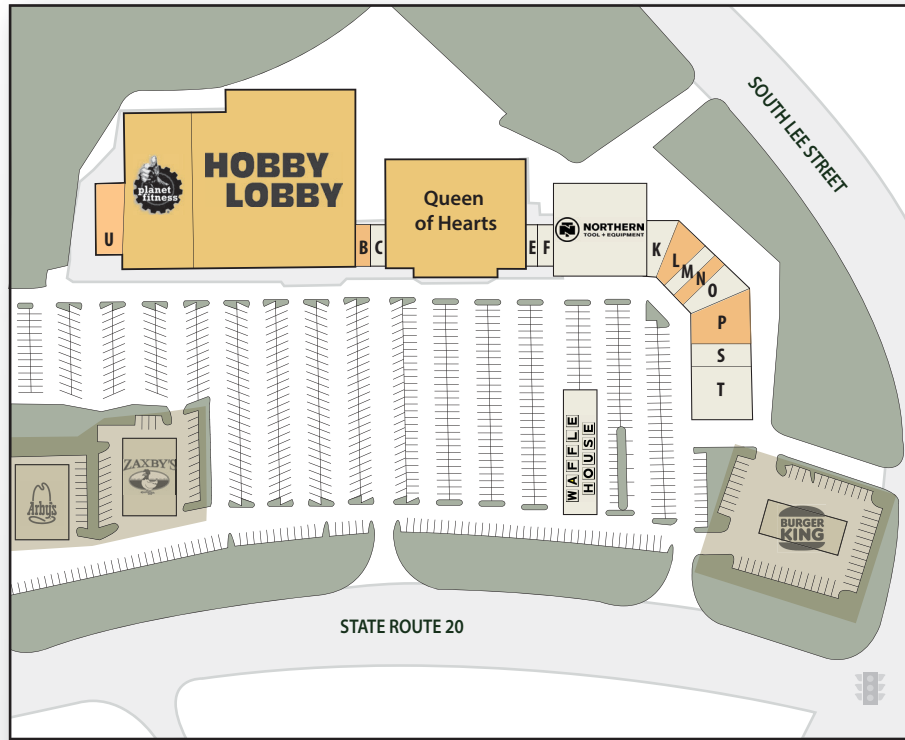 SOUTH LEE STREET
planet
fitness
HOBBY
LOBBY
Queen
of Hearts
NORTHERN
TOOL + EQUIPMENT
U
B
C
E
F
K
L
M
N
O
P
S
T
WAFFLE
HOUSE
ZAXBY'S
Arby's
BURGER
KING
STATE ROUTE 20